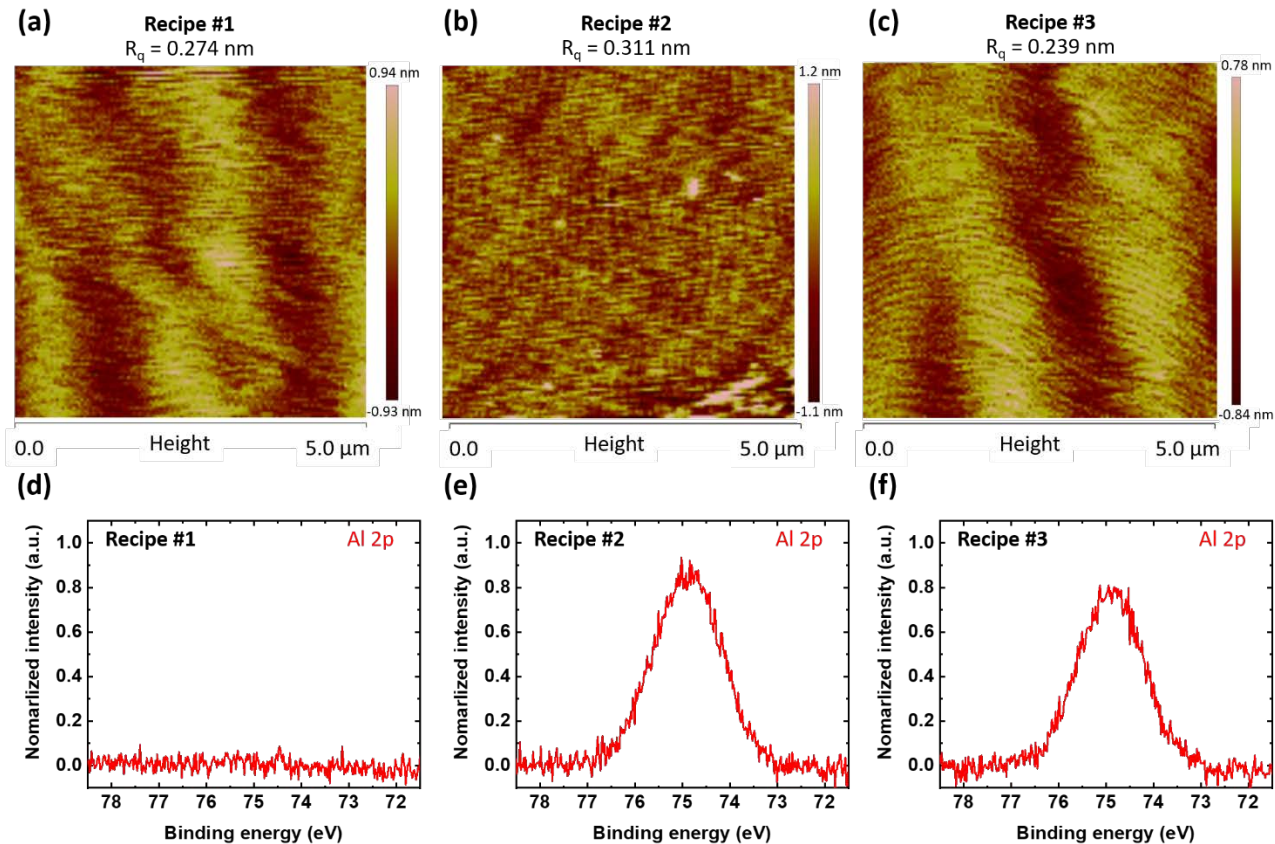 (a)
Recipe #1
Rq = 0.274 nm
0.94 nm
-0.93 nm
0.0
Height
5.0 µm
(b)
Recipe #2
Rq = 0.311 nm
1.2 nm
-1.1 nm
0.0
Height
5.0 µm
(c)
Recipe #3
Rq = 0.239 nm
0.78 nm
-0.84 nm
0.0
Height
5.0 µm
(d)
Recipe #1
Al 2p
Nomarlized intensity (a.u.)
1.0
0.8
0.6
0.4
0.2
0.0
78 77 76 75 74 73 72
Binding energy (eV)
(e)
Recipe #2
Al 2p
Nomarlized intensity (a.u.)
1.0
0.8
0.6
0.4
0.2
0.0
78 77 76 75 74 73 72
Binding energy (eV)
(f)
Recipe #3
Al 2p
Nomarlized intensity (a.u.)
1.0
0.8
0.6
0.4
0.2
0.0
78 77 76 75 74 73 72
Binding energy (eV)